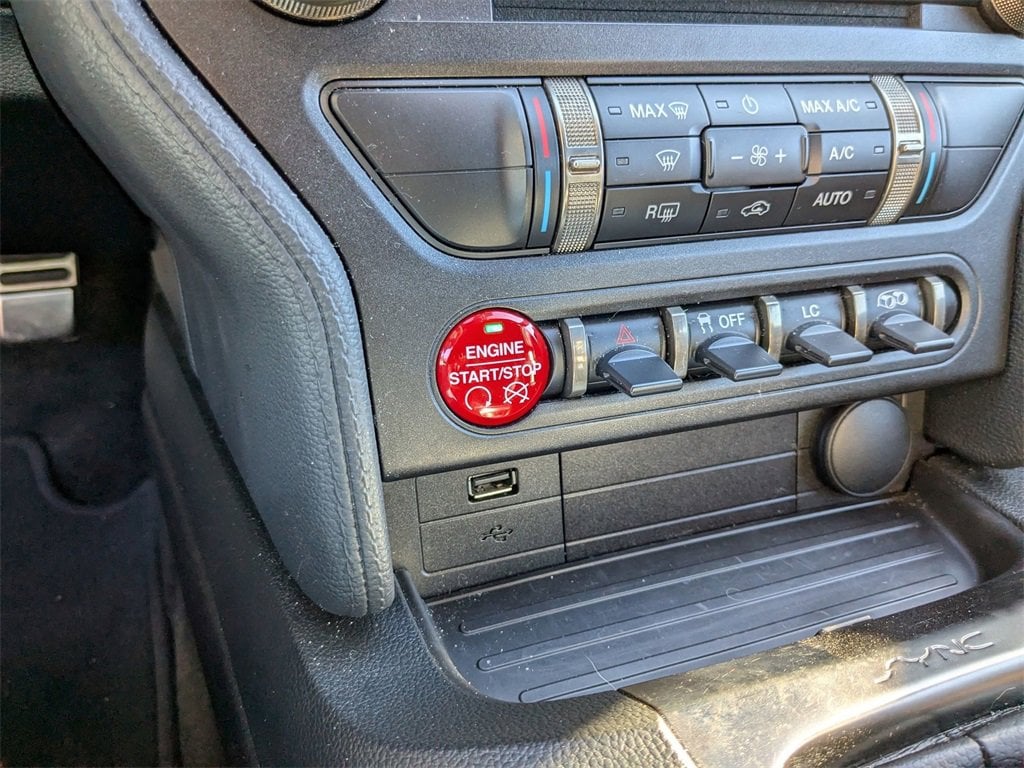 MAX
MAX A/C
- +
A/C
R
AUTO
ENGINE
START/STOP
OFF
LC
SYNC